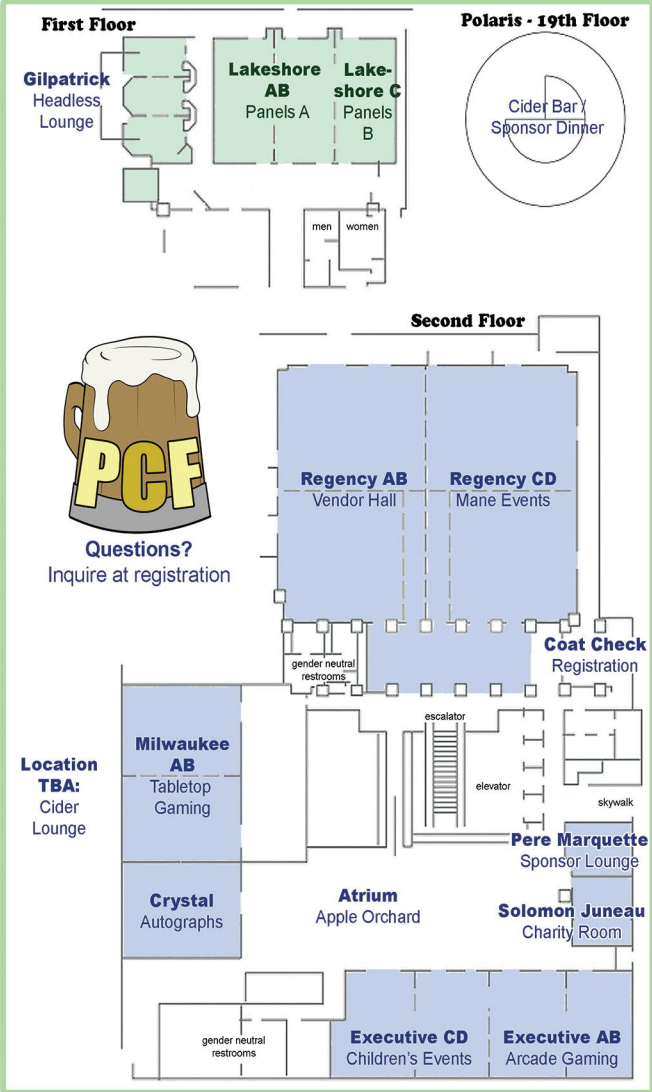 First Floor
Polaris - 19th Floor
Gilpatrick
Headless
Lounge
Lakeshore
AB
Panels A
Lake-
shore C
Panels
B
Cider Bar /
Sponsor Dinner
men
women
Second Floor
PCF
Questions?
Inquire at registration
Regency AB
Vendor Hall
Regency CD
Mane Events
Coat Check
Registration
gender neutral
restrooms
escalator
elevator
skywalk
Milwaukee
AB
Tabletop
Gaming
Location
TBA:
Cider
Lounge
Pere Marquette
Sponsor Lounge
Crystal
Autographs
Atrium
Apple Orchard
Solomon Juneau
Charity Room
gender neutral
restrooms
Executive CD
Children's Events
Executive AB
Arcade Gaming